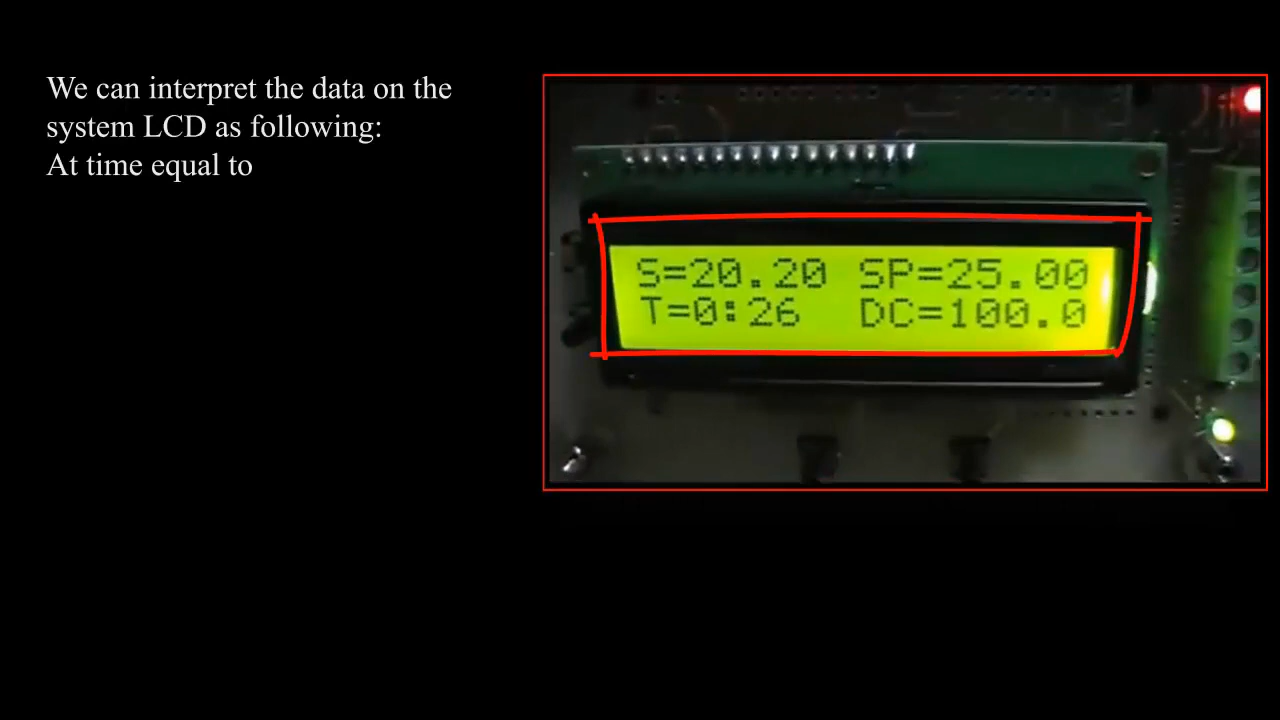 We can interpret the data on the
system LCD as following:
At time equal to
S=20.20 SP=25.00
T=0:26 DC=100.0